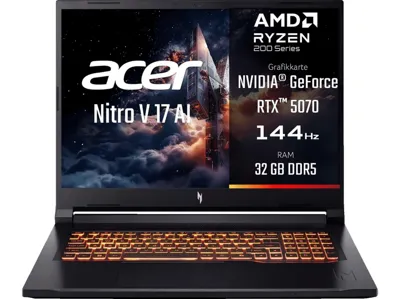 acer
Nitro V 17 AI
AMD
RYZEN
200 Series
Grafikkarte
NVIDIA® GeForce
RTX™ 5070
144Hz
RAM
32 GB DDR5